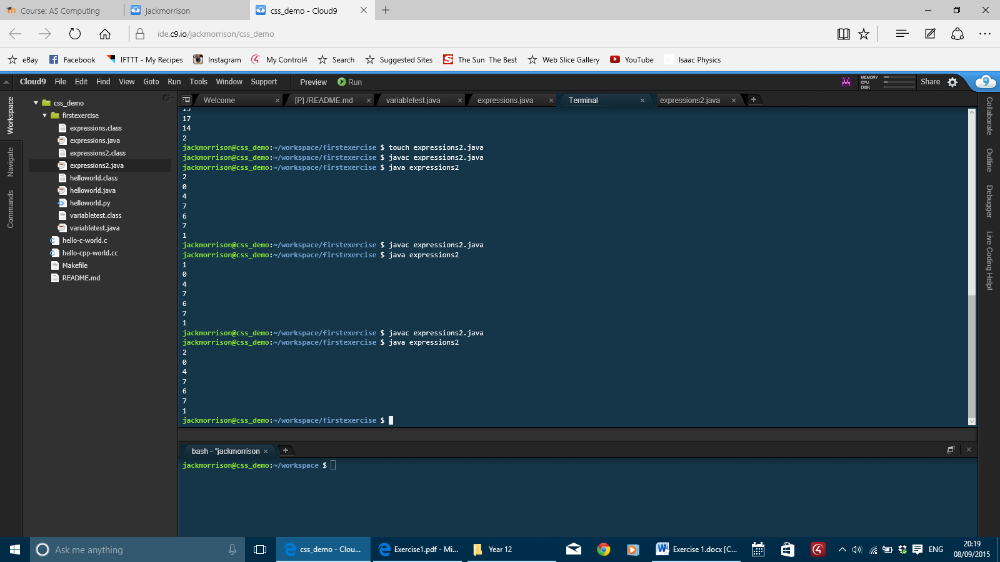 Course: AS Computing
jackmorrison
css_demo - Cloud9
ide.c9.io/jackmorrison/css_demo
eBay Facebook IFTTT - My Recipes Instagram My Control4 Search Suggested Sites The Sun The Best Web Slice Gallery YouTube Isaac Physics
Cloud9 File Edit Find View Goto Run Tools Window Support Preview Run MEMORY CPU DISK Share
Workspace
Navigate
Commands
css_demo
firstexercise
expressions.class
expressions.java
expressions2.class
expressions2.java
helloworld.class
helloworld.java
helloworld.py
variabletest.class
variabletest.java
hello-c-world.c
hello-cpp-world.cc
Makefile
README.md
Welcome [P] /README.md variabletest.java expressions.java Terminal expressions2.java
17
14
2
jackmorrison@css_demo:~/workspace/firstexercise $ touch expressions2.java
jackmorrison@css_demo:~/workspace/firstexercise $ javac expressions2.java
jackmorrison@css_demo:~/workspace/firstexercise $ java expressions2
2
0
4
7
6
7
1
jackmorrison@css_demo:~/workspace/firstexercise $ javac expressions2.java
jackmorrison@css_demo:~/workspace/firstexercise $ java expressions2
1
0
4
7
6
7
1
jackmorrison@css_demo:~/workspace/firstexercise $ javac expressions2.java
jackmorrison@css_demo:~/workspace/firstexercise $ java expressions2
2
0
4
7
6
7
1
jackmorrison@css_demo:~/workspace/firstexercise $
bash - "jackmorrison
jackmorrison@css_demo:~/workspace $
Collaborate
Outline
Debugger
Live Coding Help!
Ask me anything
css_demo - Clou...
Exercise1.pdf - Mi...
Year 12
Exercise 1.docx [C...
ENG
20:19
08/09/2015